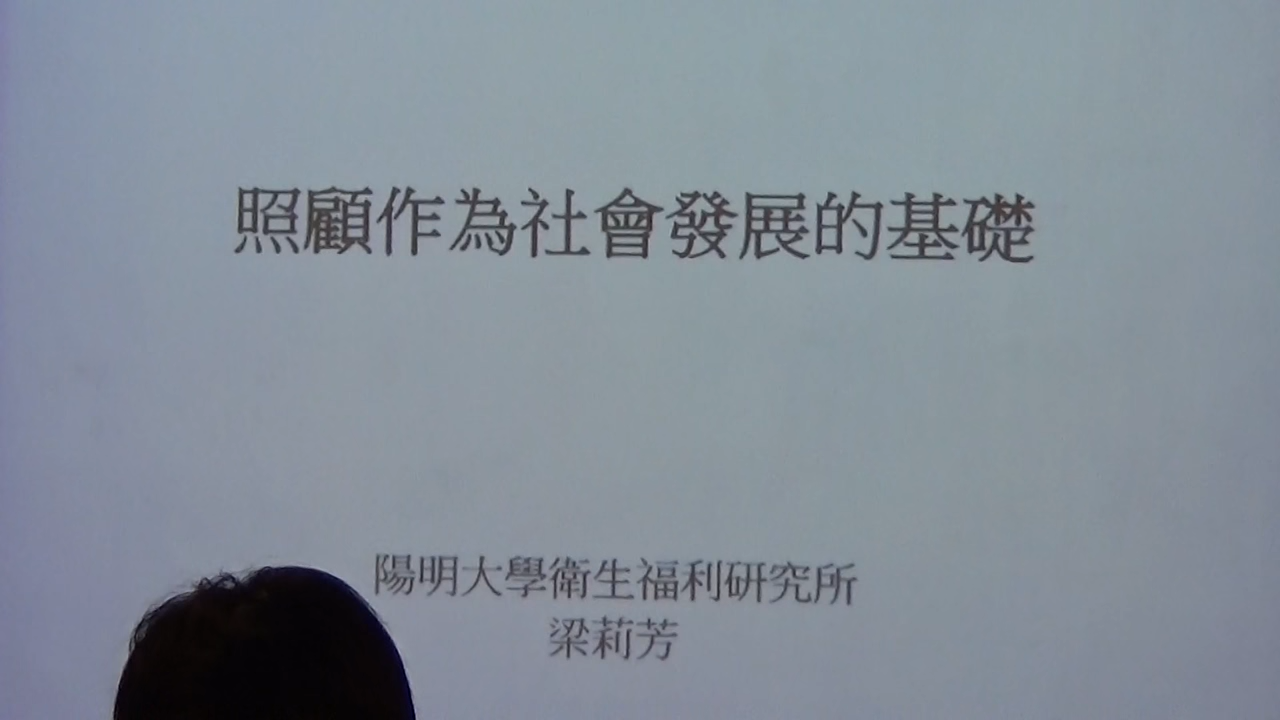 照顧作為社會發展的基礎
陽明大學衛生福利研究所
梁莉芳